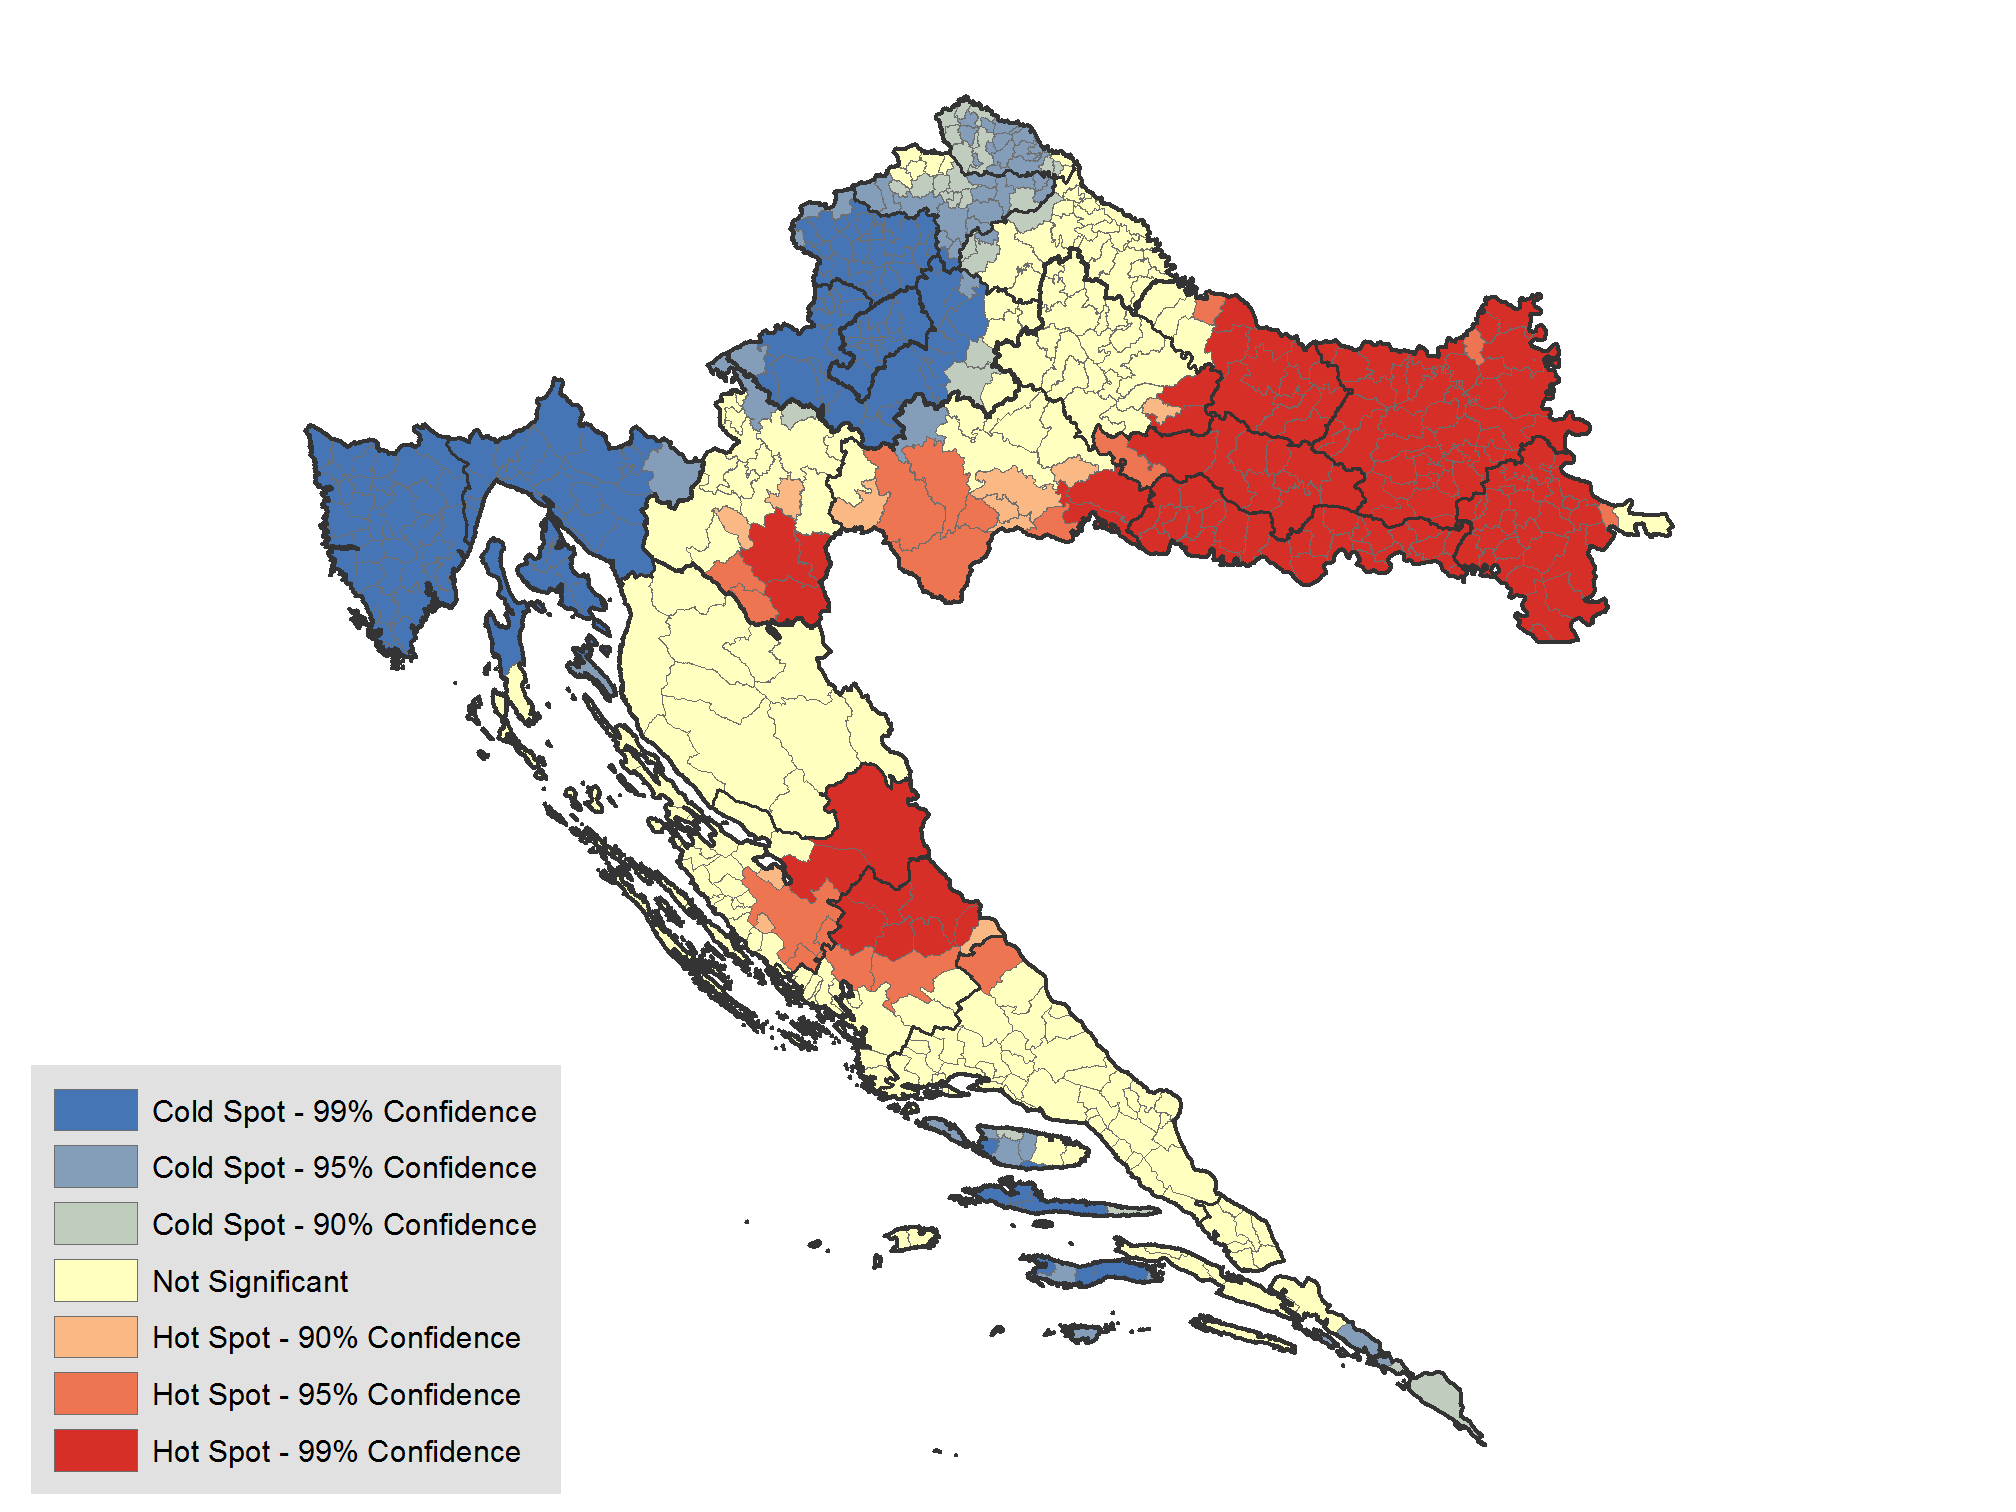 Cold Spot - 99% Confidence
Cold Spot - 95% Confidence
Cold Spot - 90% Confidence
Not Significant
Hot Spot - 90% Confidence
Hot Spot - 95% Confidence
Hot Spot - 99% Confidence